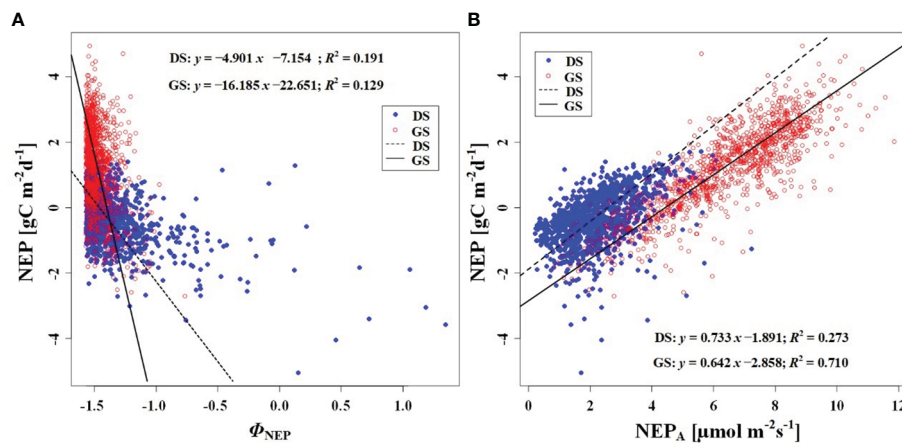 A
DS: y = −4.901 x −7.154 ; R² = 0.191
GS: y = −16.185 x −22.651; R² = 0.129
DS
GS
DS
GS
NEP [gC m⁻²d⁻¹]
4
2
0
-2
-4
-1.5 -1.0 -0.5 0.0 0.5 1.0
Φ_NEP
B
DS
GS
DS
GS
NEP [gC m⁻²d⁻¹]
4
2
0
-2
-4
DS: y = 0.733 x −1.891; R² = 0.273
GS: y = 0.642 x −2.858; R² = 0.710
0 2 4 6 8 10 12
NEP_A [μmol m⁻²s⁻¹]